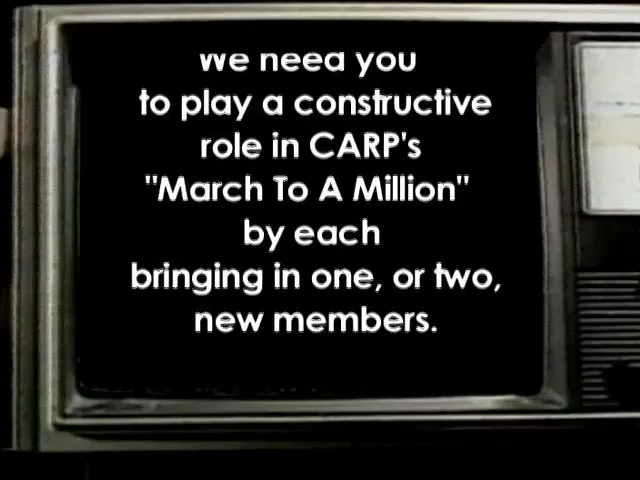 we need you
to play a constructive
role in CARP's
"March To A Million"
by each
bringing in one, or two,
new members.